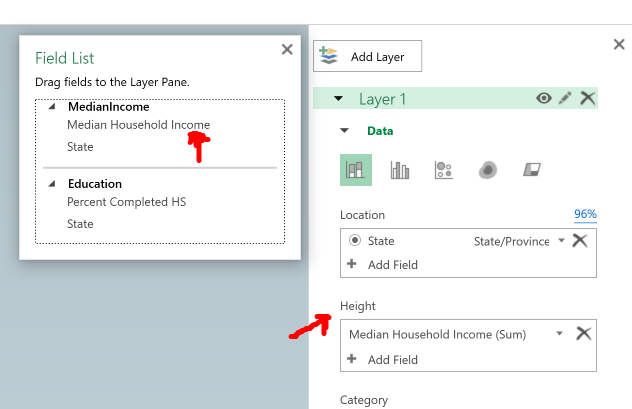 Field List
Drag fields to the Layer Pane.
MedianIncome
Median Household Income
State
Education
Percent Completed HS
State
Add Layer
Layer 1
Data
Location
96%
State State/Province
Add Field
Height
Median Household Income (Sum)
Add Field
Category